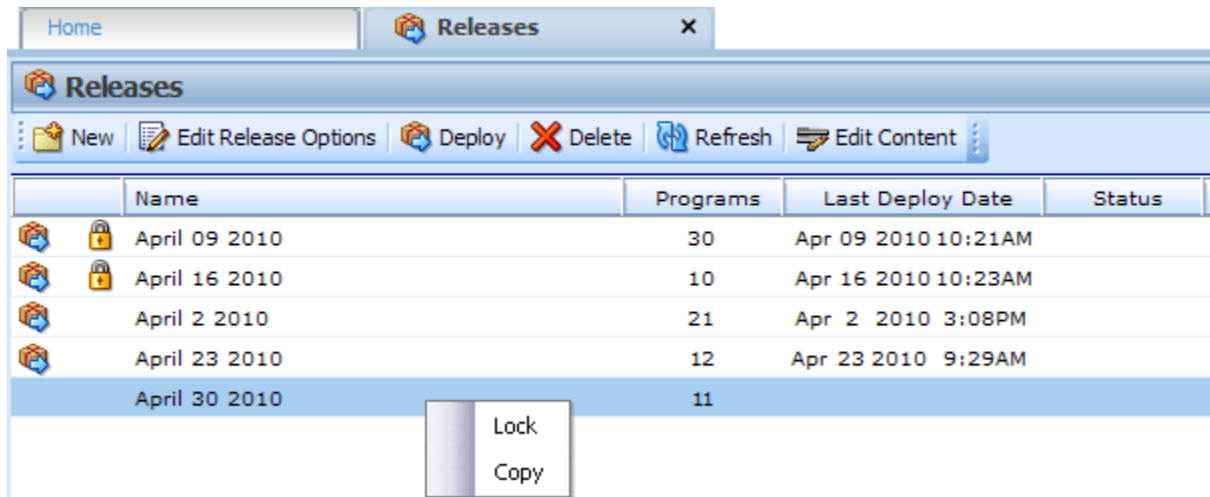 Home Releases x
Releases
New Edit Release Options Deploy Delete Refresh Edit Content
Name Programs Last Deploy Date Status
April 09 2010 30 Apr 09 2010 10:21AM
April 16 2010 10 Apr 16 2010 10:23AM
April 2 2010 21 Apr 2 2010 3:08PM
April 23 2010 12 Apr 23 2010 9:29AM
April 30 2010 11
Lock
Copy